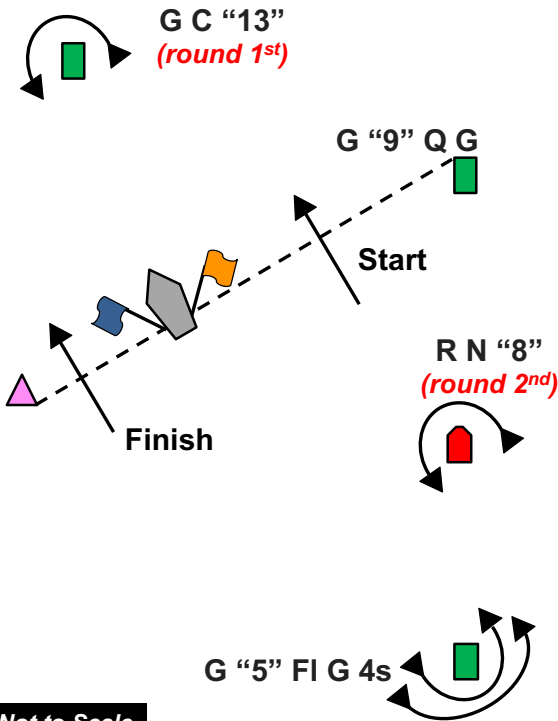 G C “13”
(round 1st)
G “9” Q G
Start
R N “8”
(round 2nd)
Finish
G “5” Fl G 4s
Not to Scale